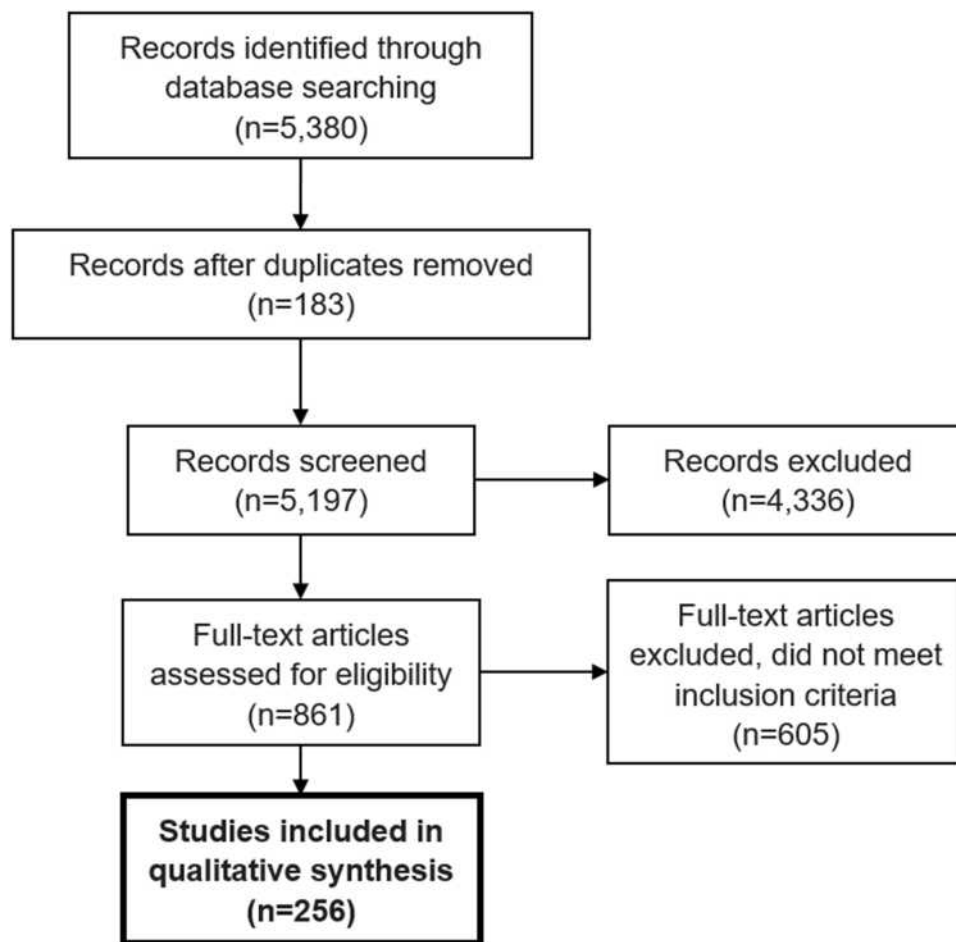 Records identified through
database searching
(n=5,380)
Records after duplicates removed
(n=183)
Records screened
(n=5,197)
Records excluded
(n=4,336)
Full-text articles
assessed for eligibility
(n=861)
Full-text articles
excluded, did not meet
inclusion criteria
(n=605)
Studies included in
qualitative synthesis
(n=256)